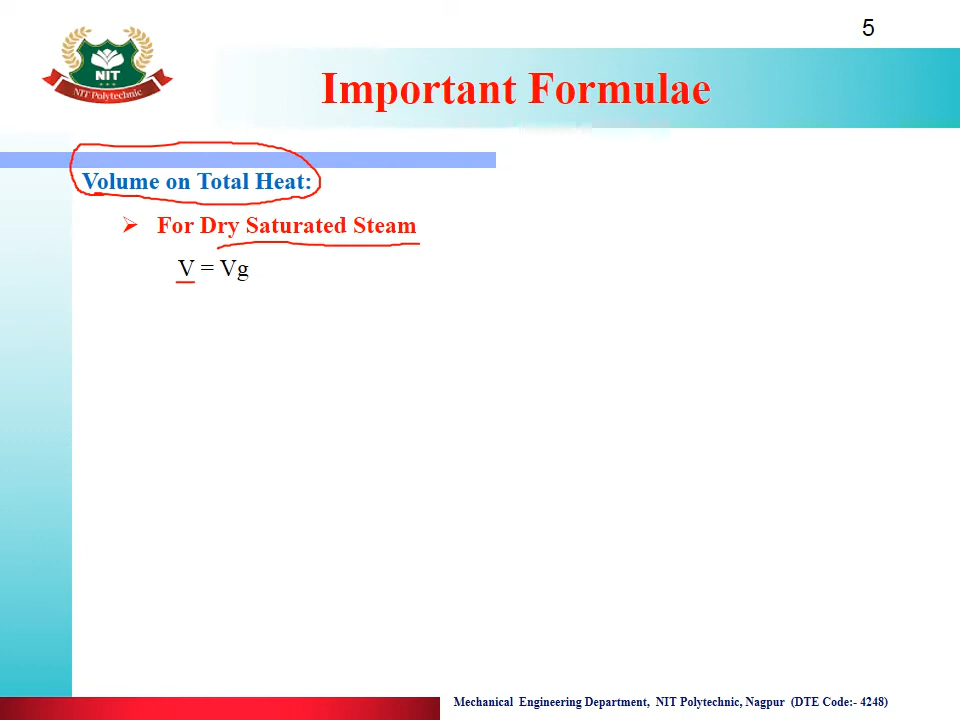 5
NIT
NIT Polytechnic
Important Formulae
Volume on Total Heat:
For Dry Saturated Steam
V = Vg
Mechanical Engineering Department, NIT Polytechnic, Nagpur (DTE Code:- 4248)